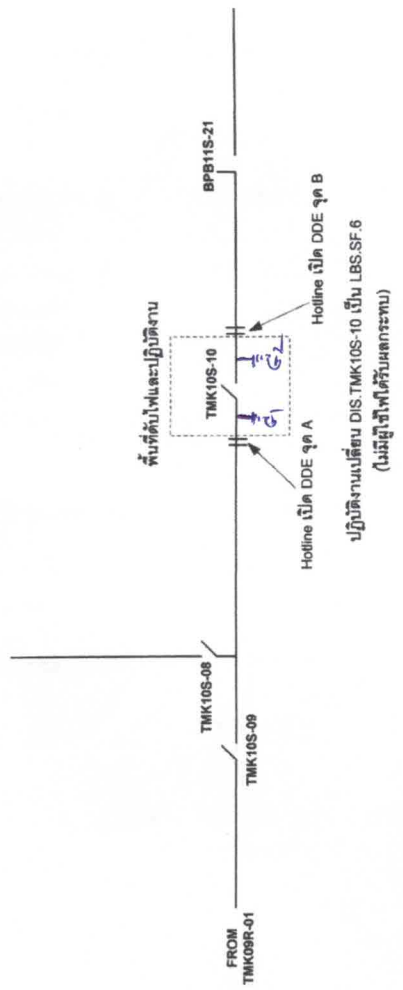 พื้นที่ดับไฟและปฏิบัติงาน
TMK10S-08
TMK10S-10
BPB11S-21
G1
G2
FROM
TMK09R-01
TMK10S-09
Hotline เปิด DDE จุด A
Hotline เปิด DDE จุด B
ปฏิบัติงานเปลี่ยน DIS.TMK10S-10 เป็น LBS.SF.6
(ไม่มีผู้ใช้ไฟได้รับผลกระทบ)